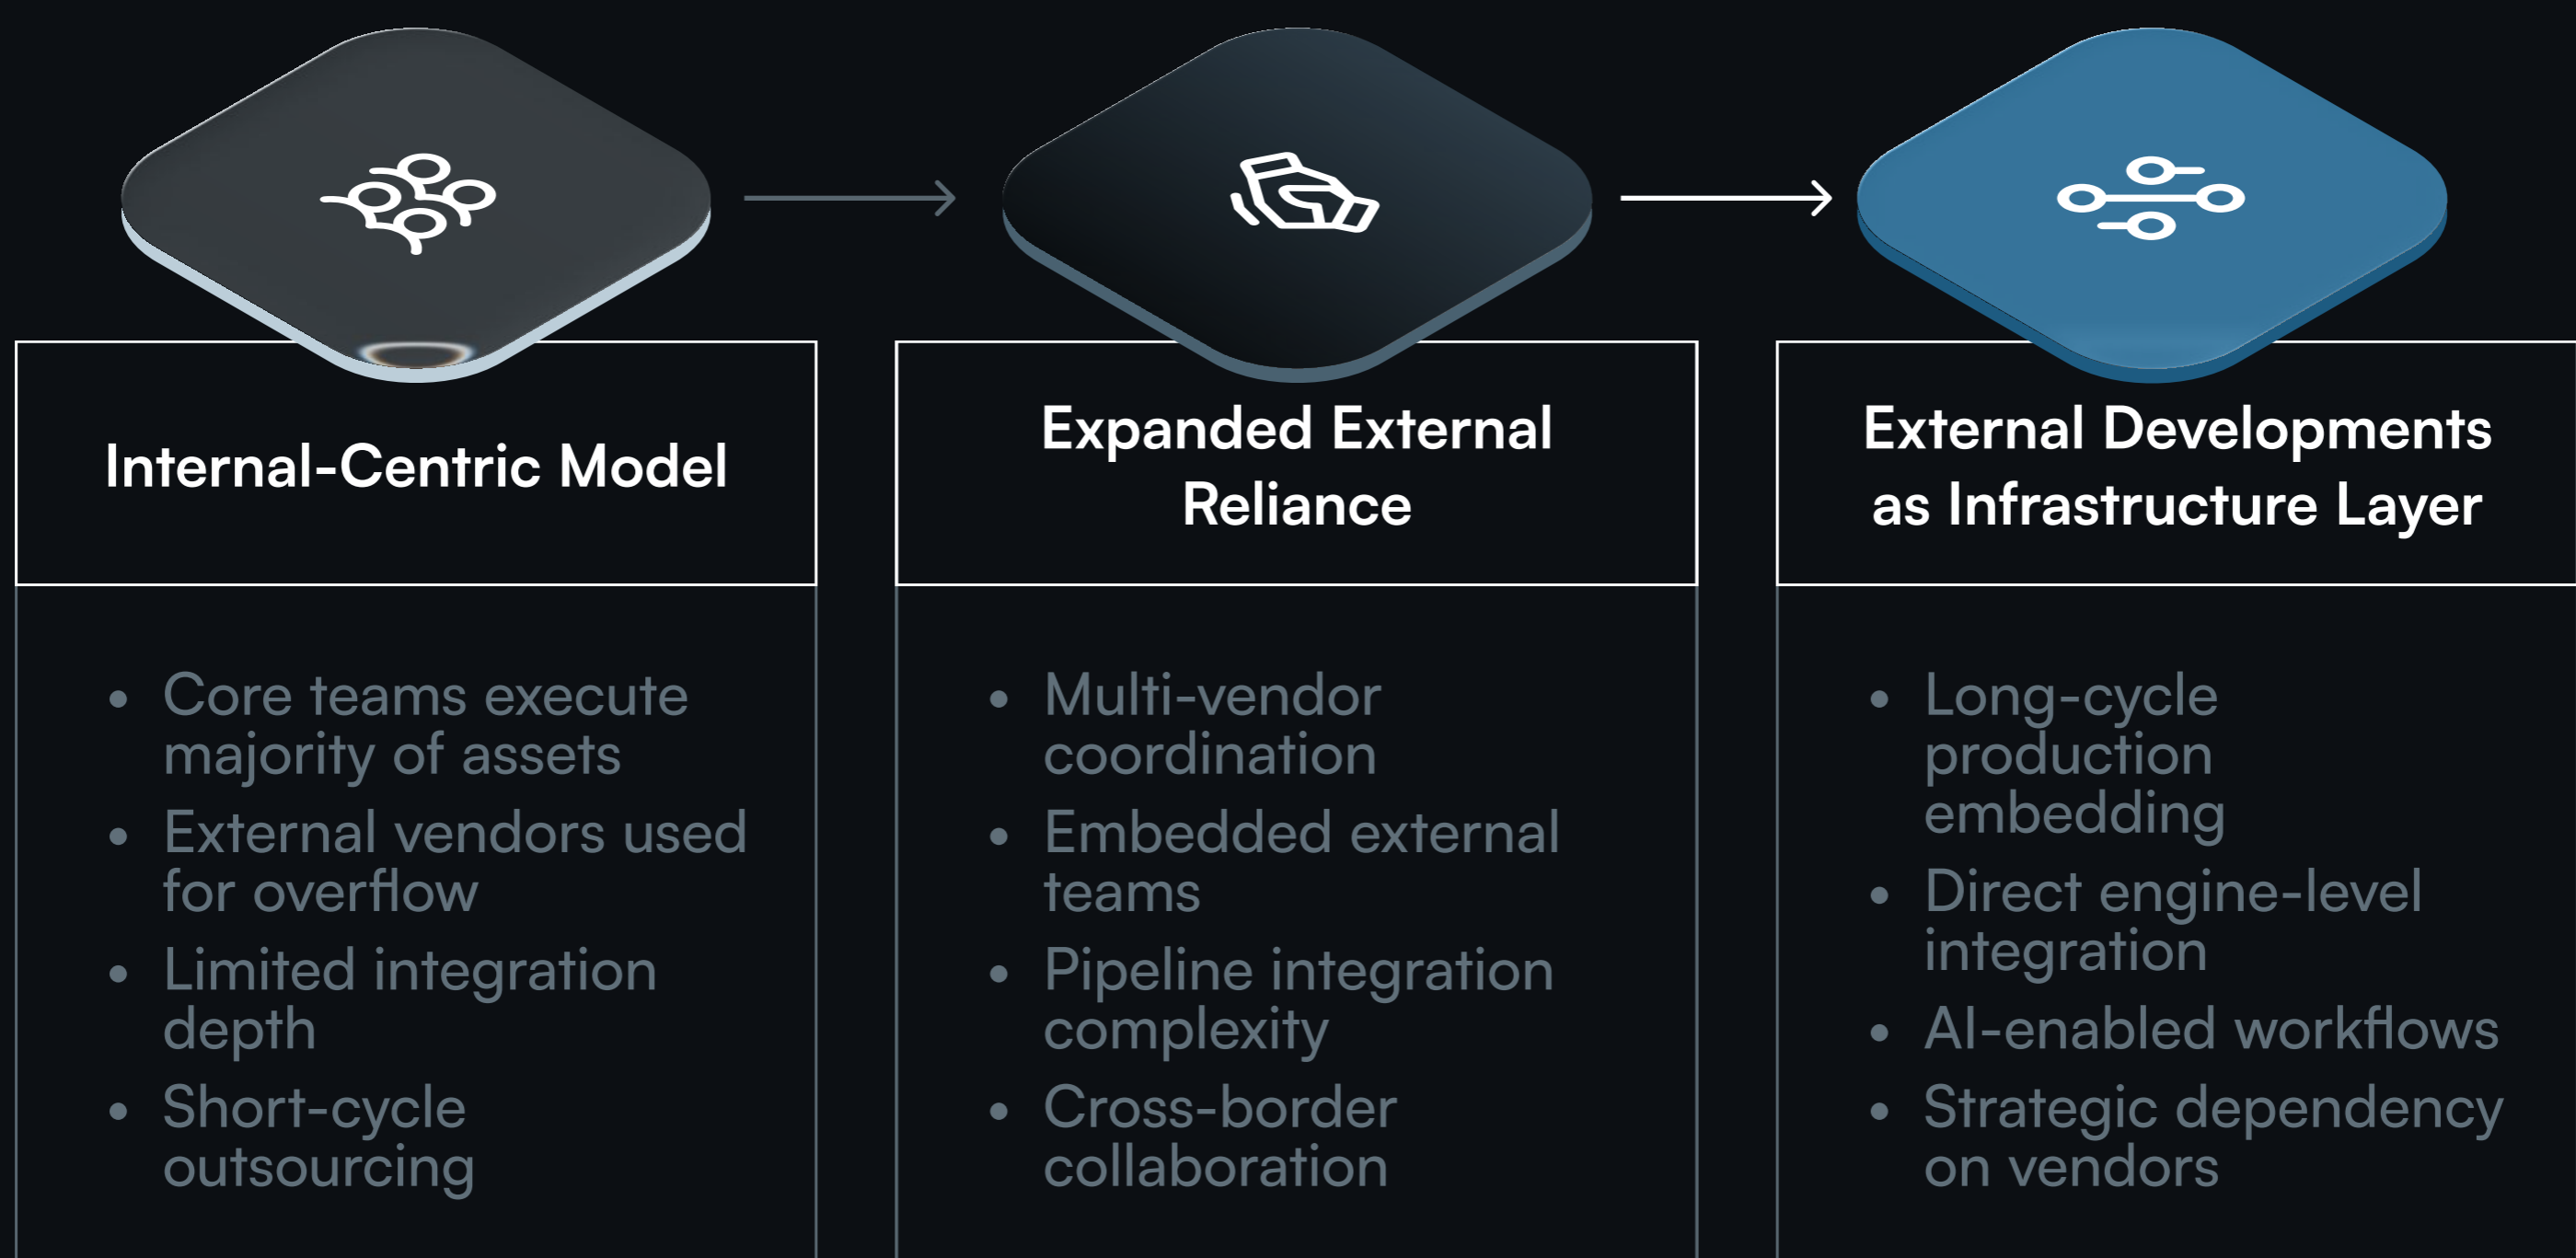 Internal-Centric Model
Core teams execute
majority of assets
External vendors used
for overflow
Limited integration
depth
Short-cycle
outsourcing
Expanded External
Reliance
Multi-vendor
coordination
Embedded external
teams
Pipeline integration
complexity
Cross-border
collaboration
External Developments
as Infrastructure Layer
Long-cycle
production
embedding
Direct engine-level
integration
AI-enabled workflows
Strategic dependency
on vendors